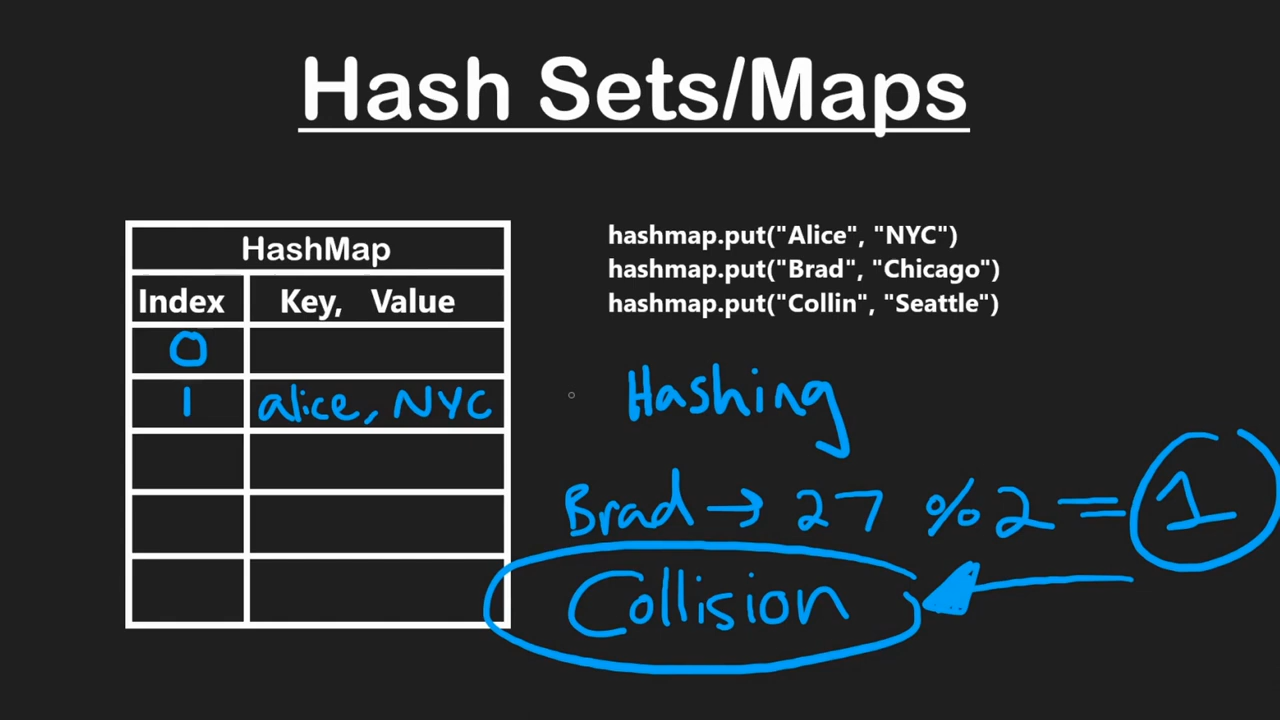 Hash Sets/Maps
HashMap
Index Key, Value
0
1 alice, NYC
hashmap.put("Alice", "NYC")
hashmap.put("Brad", "Chicago")
hashmap.put("Collin", "Seattle")
Hashing
Brad → 27 %2 = 1
Collision